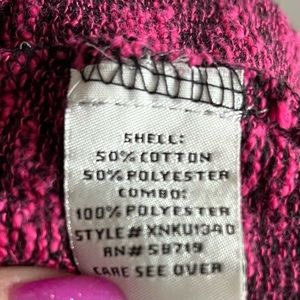 SHELL:
50% COTTON
50% POLYESTER
COMBO:
100% POLYESTER
STYLE# XNKU1340
RN# 58719
CARE SEE OVER